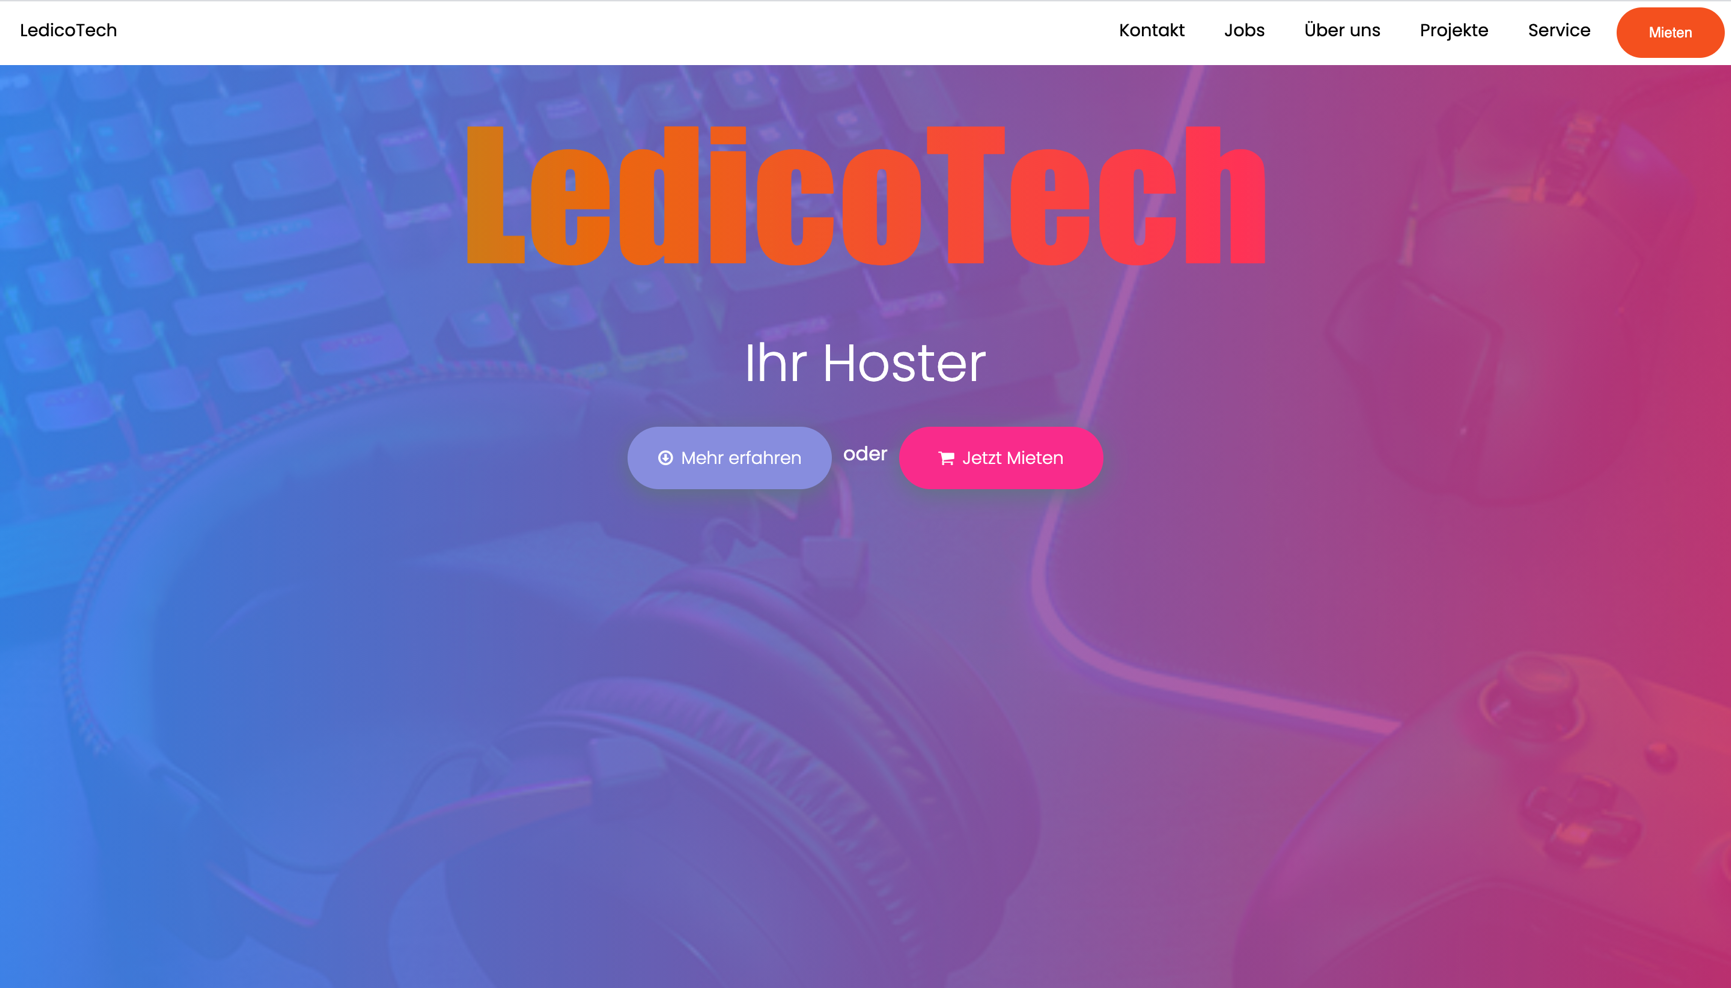 LedicoTech
Kontakt Jobs Über uns Projekte Service Mieten
LedicoTech
Ihr Hoster
Mehr erfahren oder Jetzt Mieten